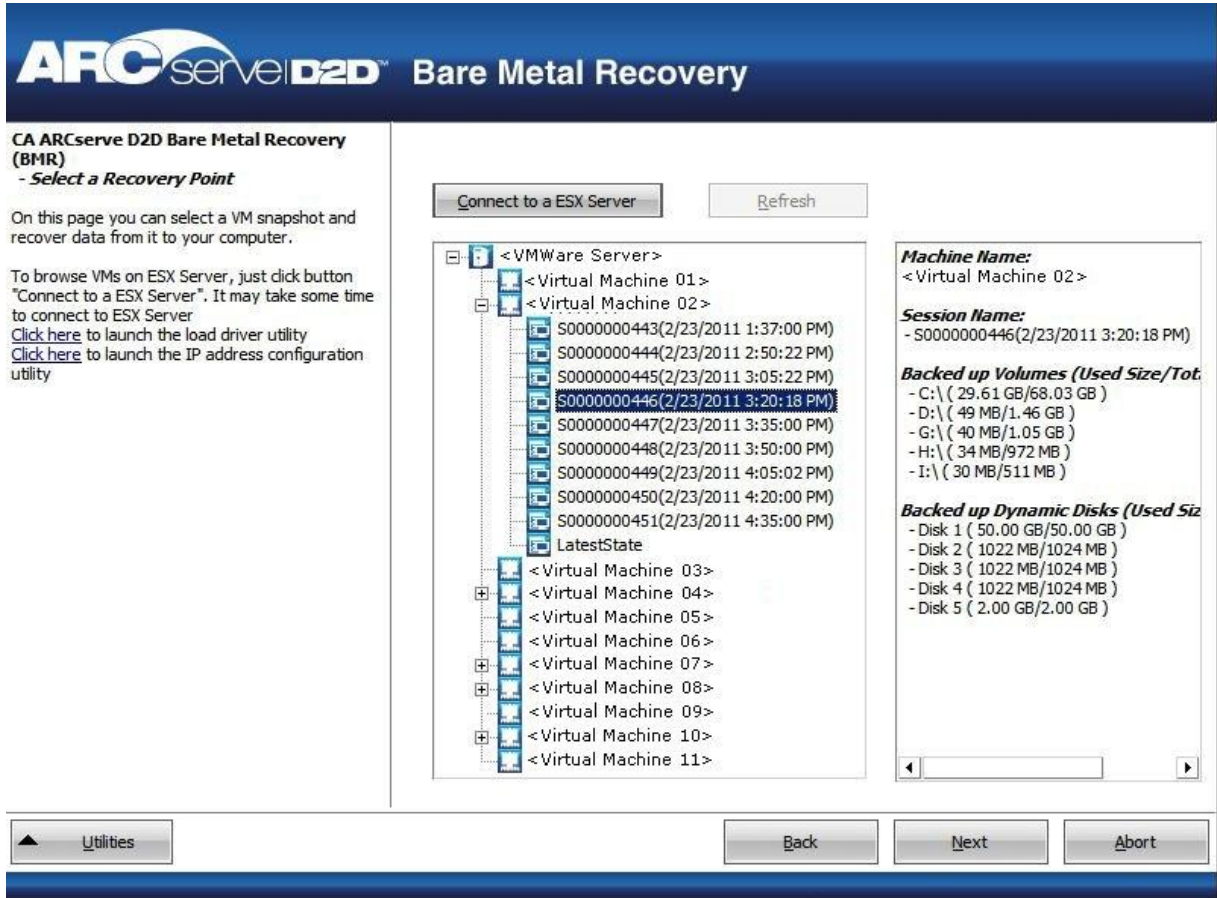 ARCserve D2D™ Bare Metal Recovery
CA ARCserve D2D Bare Metal Recovery
(BMR)
- Select a Recovery Point
On this page you can select a VM snapshot and
recover data from it to your computer.
To browse VMs on ESX Server, just click button
"Connect to a ESX Server". It may take some time
to connect to ESX Server
Click here to launch the load driver utility
Click here to launch the IP address configuration
utility
Connect to a ESX Server
Refresh
<VMWare Server>
<Virtual Machine 01>
<Virtual Machine 02>
S0000000443(2/23/2011 1:37:00 PM)
S0000000444(2/23/2011 2:50:22 PM)
S0000000445(2/23/2011 3:05:22 PM)
S0000000446(2/23/2011 3:20:18 PM)
S0000000447(2/23/2011 3:35:00 PM)
S0000000448(2/23/2011 3:50:00 PM)
S0000000449(2/23/2011 4:05:02 PM)
S0000000450(2/23/2011 4:20:00 PM)
S0000000451(2/23/2011 4:35:00 PM)
LatestState
<Virtual Machine 03>
<Virtual Machine 04>
<Virtual Machine 05>
<Virtual Machine 06>
<Virtual Machine 07>
<Virtual Machine 08>
<Virtual Machine 09>
<Virtual Machine 10>
<Virtual Machine 11>
Machine Name:
<Virtual Machine 02>
Session Name:
- S0000000446(2/23/2011 3:20:18 PM)
Backed up Volumes (Used Size/Tot
- C:\ ( 29.61 GB/68.03 GB )
- D:\ ( 49 MB/1.46 GB )
- G:\ ( 40 MB/1.05 GB )
- H:\ ( 34 MB/972 MB )
- I:\ ( 30 MB/511 MB )
Backed up Dynamic Disks (Used Siz
- Disk 1 ( 50.00 GB/50.00 GB )
- Disk 2 ( 1022 MB/1024 MB )
- Disk 3 ( 1022 MB/1024 MB )
- Disk 4 ( 1022 MB/1024 MB )
- Disk 5 ( 2.00 GB/2.00 GB )
Utilities
Back
Next
Abort